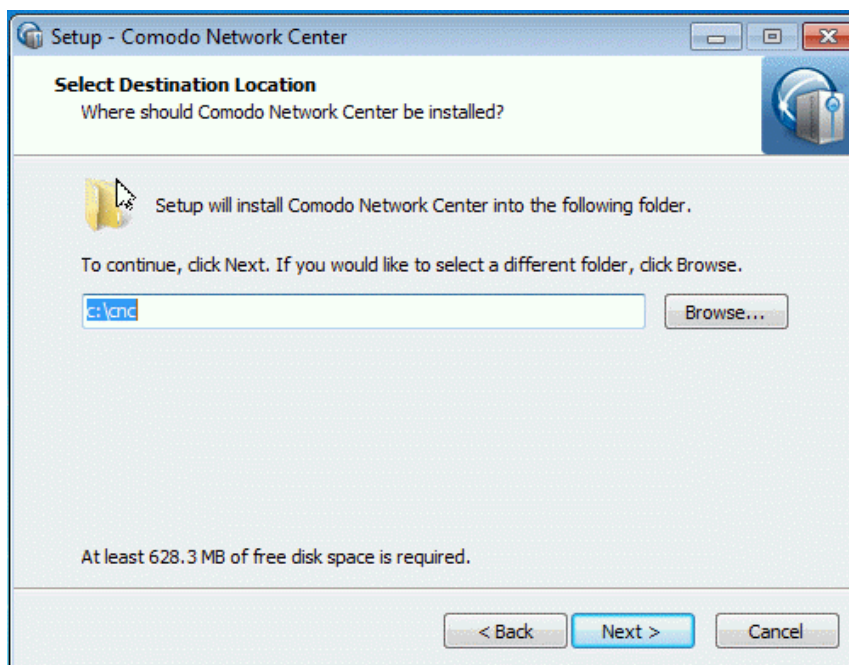 Setup - Comodo Network Center
Select Destination Location
Where should Comodo Network Center be installed?
Setup will install Comodo Network Center into the following folder.
To continue, click Next. If you would like to select a different folder, click Browse.
c:\cnc
Browse...
At least 628.3 MB of free disk space is required.
< Back
Next >
Cancel